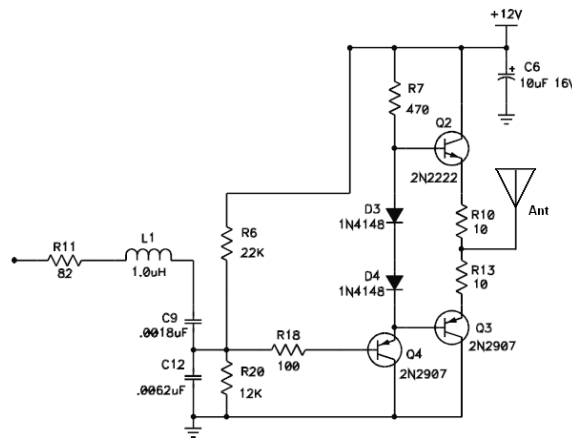 +12V
C6
10uF 16V
R7
470
Q2
2N2222
D3
1N4148
R10
10
Ant
R6
22K
R11
82
L1
1.0uH
D4
1N4148
R13
10
C9
.0018uF
R18
100
Q3
2N2907
Q4
2N2907
C12
.0062uF
R20
12K